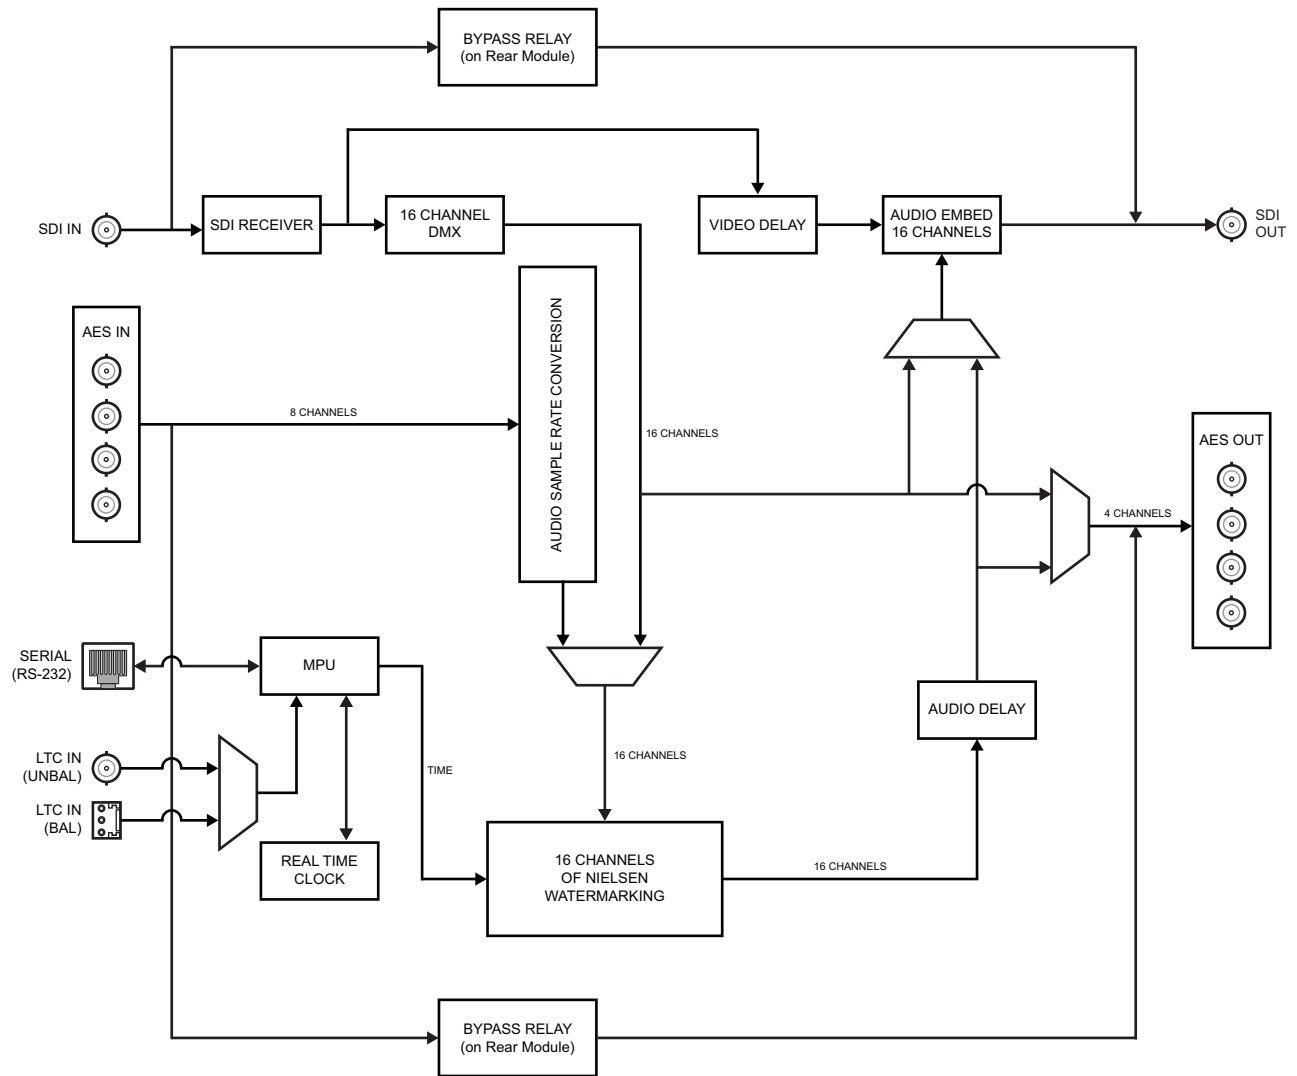 BYPASS RELAY
(on Rear Module)
SDI IN
SDI RECEIVER
16 CHANNEL
DMX
VIDEO DELAY
AUDIO EMBED
16 CHANNELS
SDI
OUT
AES IN
8 CHANNELS
AUDIO SAMPLE RATE CONVERSION
16 CHANNELS
AES OUT
4 CHANNELS
SERIAL
(RS-232)
MPU
AUDIO DELAY
LTC IN
(UNBAL)
TIME
16 CHANNELS
LTC IN
(BAL)
REAL TIME
CLOCK
16 CHANNELS
OF NIELSEN
WATERMARKING
16 CHANNELS
BYPASS RELAY
(on Rear Module)